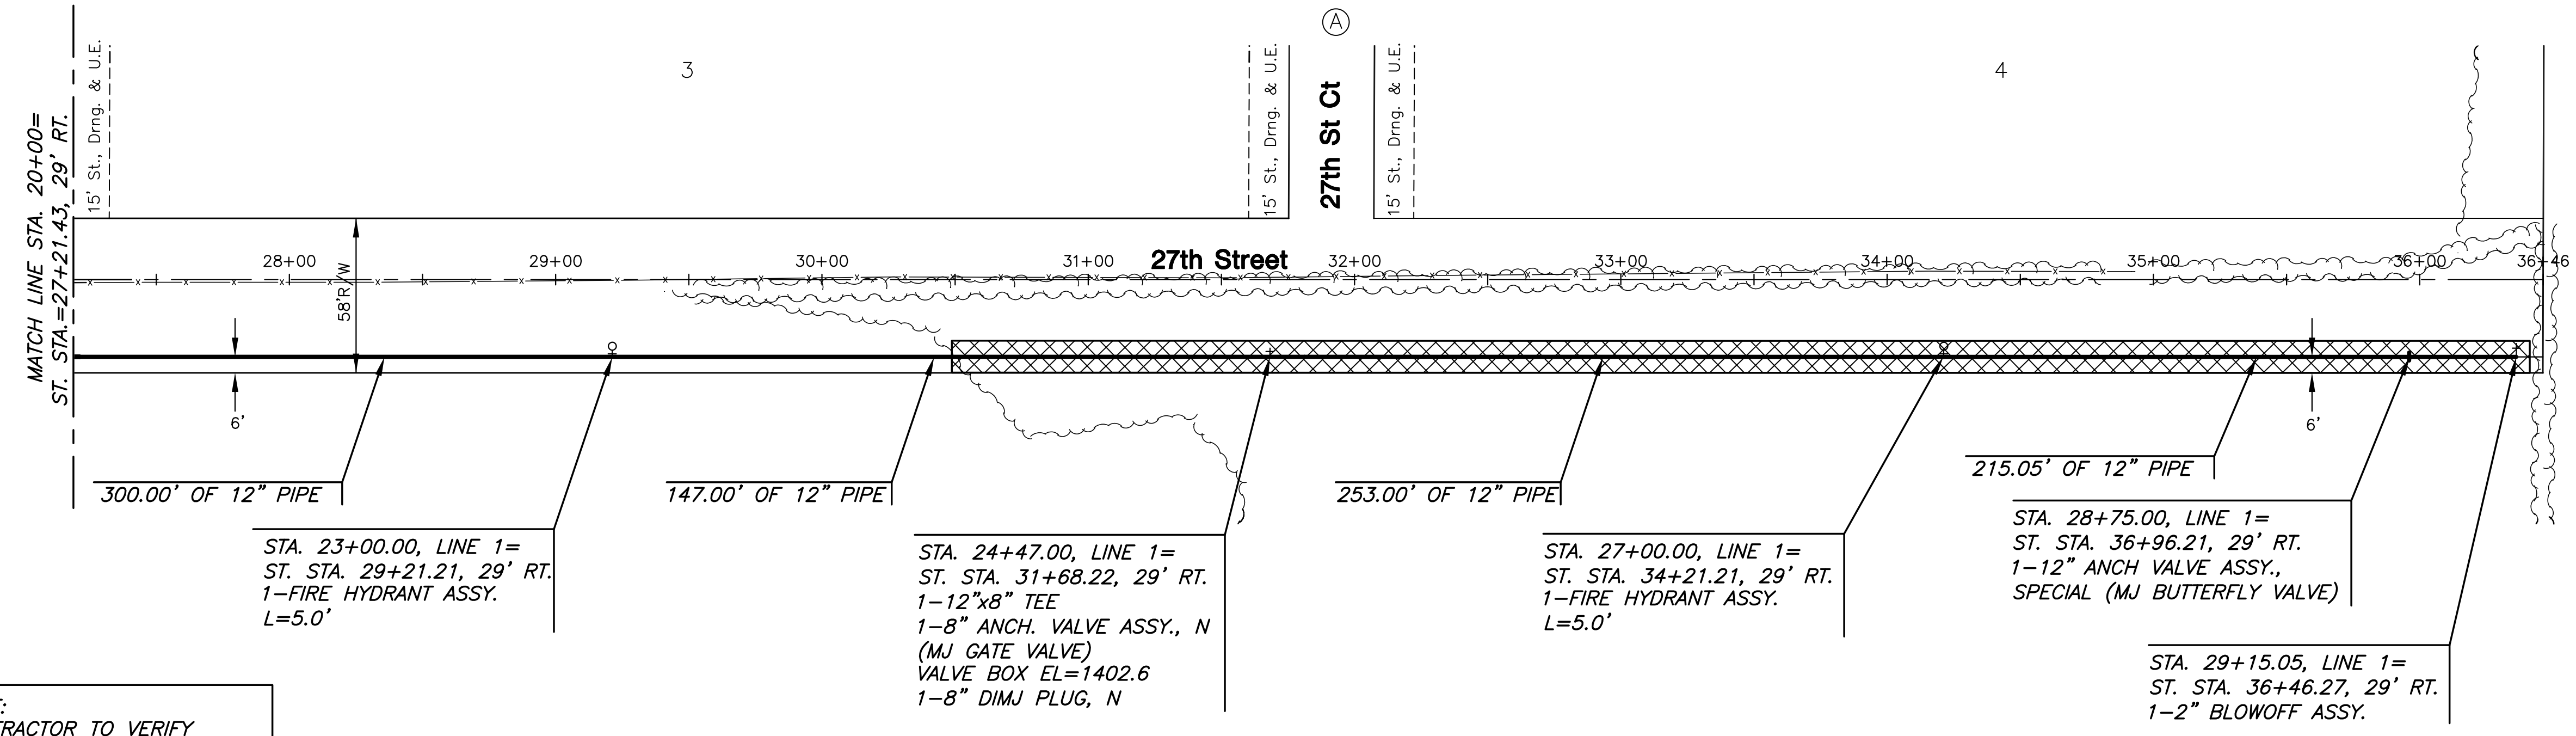 A
3
4
MATCH LINE STA. 20+00=
ST. STA.=27+21.43, 29' RT.
15' St., Drng. & U.E.
15' St., Drng. & U.E.
27th St Ct
15' St., Drng. & U.E.
58'R/W
28+00
29+00
30+00
31+00
27th Street
32+00
33+00
34+00
35+00
36+00
36+46
6'
6'
300.00' OF 12" PIPE
147.00' OF 12" PIPE
253.00' OF 12" PIPE
215.05' OF 12" PIPE
STA. 23+00.00, LINE 1=
ST. STA. 29+21.21, 29' RT.
1-FIRE HYDRANT ASSY.
L=5.0'
STA. 24+47.00, LINE 1=
ST. STA. 31+68.22, 29' RT.
1-12"x8" TEE
1-8" ANCH. VALVE ASSY., N
(MJ GATE VALVE)
VALVE BOX EL=1402.6
1-8" DIMJ PLUG, N
STA. 27+00.00, LINE 1=
ST. STA. 34+21.21, 29' RT.
1-FIRE HYDRANT ASSY.
L=5.0'
STA. 28+75.00, LINE 1=
ST. STA. 36+96.21, 29' RT.
1-12" ANCH VALVE ASSY.,
SPECIAL (MJ BUTTERFLY VALVE)
STA. 29+15.05, LINE 1=
ST. STA. 36+46.27, 29' RT.
1-2" BLOWOFF ASSY.
TRACTOR TO VERIFY